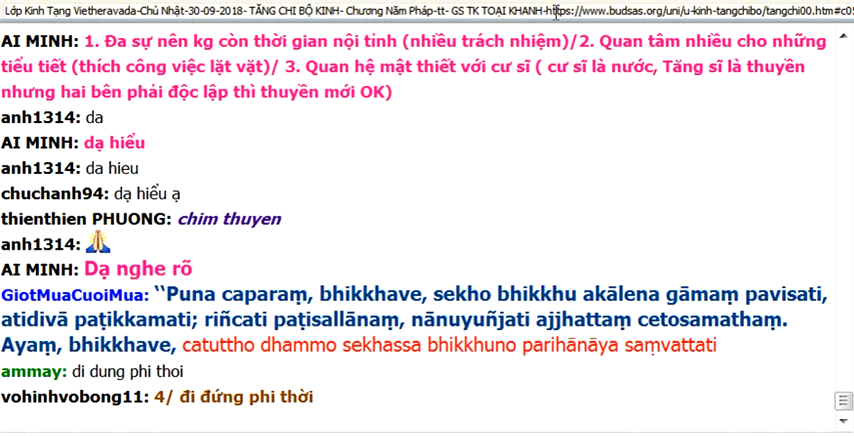 Lớp Kinh Tạng Vietheravada-Chủ Nhật-30-09-2018- TĂNG CHI BỘ KINH- Chương Năm Pháp-tt- GS TK TOẠI KHANH-https://www.budsas.org/uni/u-kinh-tangchibo/tangchi00.htm#c05
AI MINH: 1. Đa sự nên kg còn thời gian nội tỉnh (nhiều trách nhiệm)/2. Quan tâm nhiều cho những
tiểu tiết (thích công việc lặt vặt)/ 3. Quan hệ mật thiết với cư sĩ ( cư sĩ là nước, Tăng sĩ là thuyền
nhưng hai bên phải độc lập thì thuyền mới OK)
anh1314: da
AI MINH: dạ hiểu
anh1314: da hieu
chuchanh94: dạ hiểu ạ
thienthien PHUONG: chim thuyen
anh1314: 🙏
AI MINH: Dạ nghe rõ
GiotMuaCuoiMua: ‘‘Puna caparaṃ, bhikkhave, sekho bhikkhu akālena gāmaṃ pavisati,
atidivā paṭikkamati; riñcati paṭisallānaṃ, nānuyuñjati ajjhattaṃ cetosamathaṃ.
Ayaṃ, bhikkhave, catuttho dhammo sekhassa bhikkhuno parihānāya saṃvattati
ammay: di dung phi thoi
vohinhvobong11: 4/ đi đứng phi thời